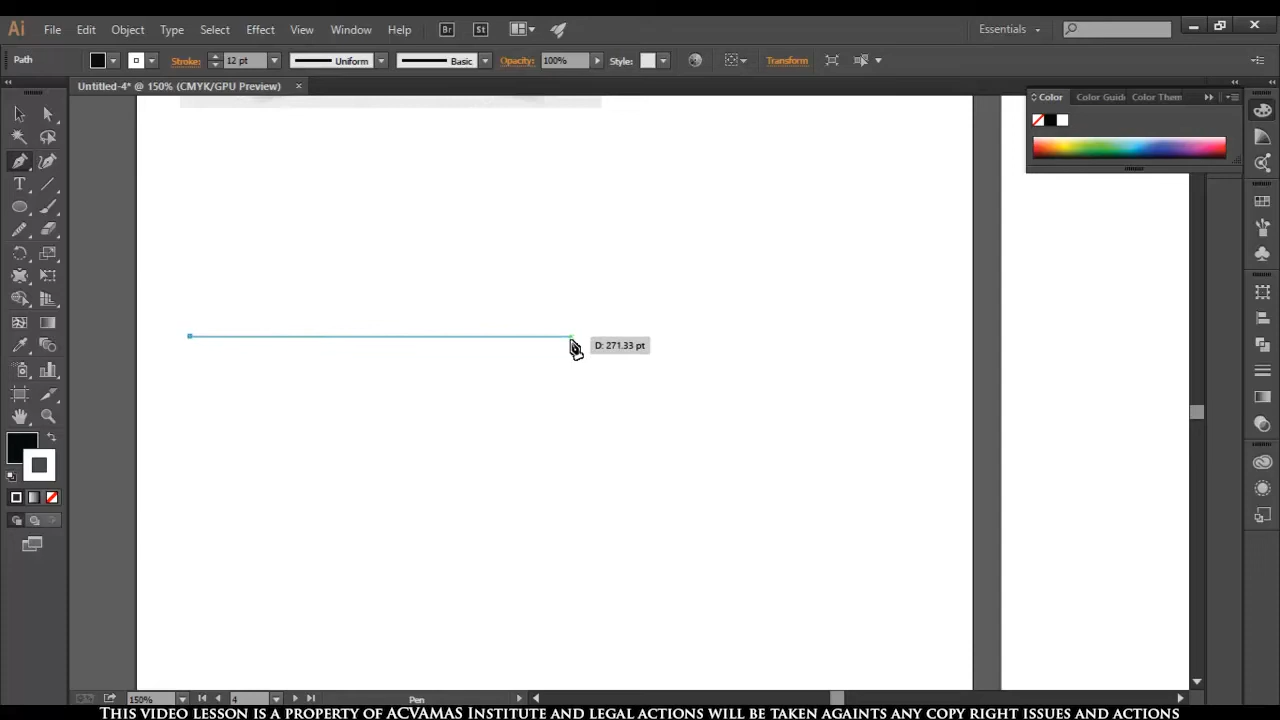 Ai File Edit Object Type Select Effect View Window Help Br St Essentials
Path Stroke: 12 pt Uniform Basic Opacity: 100% Style: Transform
Untitled-4* @ 150% (CMYK/GPU Preview) ×
Color Color Guid Color Them
D: 271.33 pt
150% 4 Pen
THIS VIDEO LESSON IS A PROPERTY OF ACVAMAS INSTITUTE AND LEGAL ACTIONS WILL BE TAKEN AGAINTS ANY COPY RIGHT ISSUES AND ACTIONS